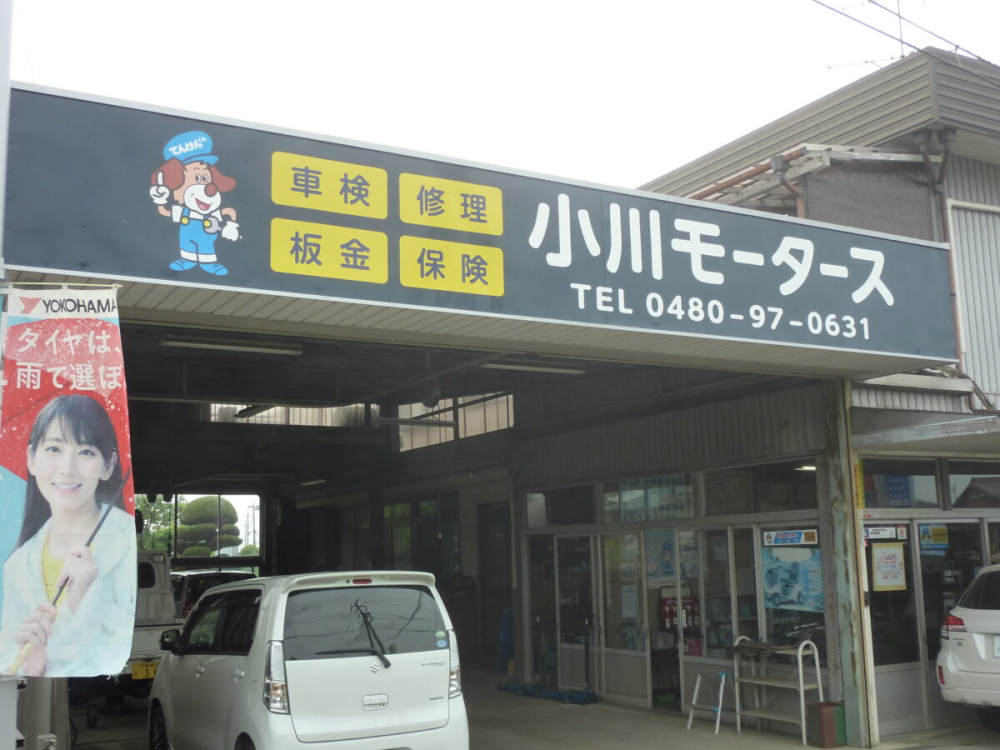 てんけんくん
車検
修理
板金
保険
小川モータース
TEL 0480-97-0631
YOKOHAMA
タイヤは、
雨で選ぼ